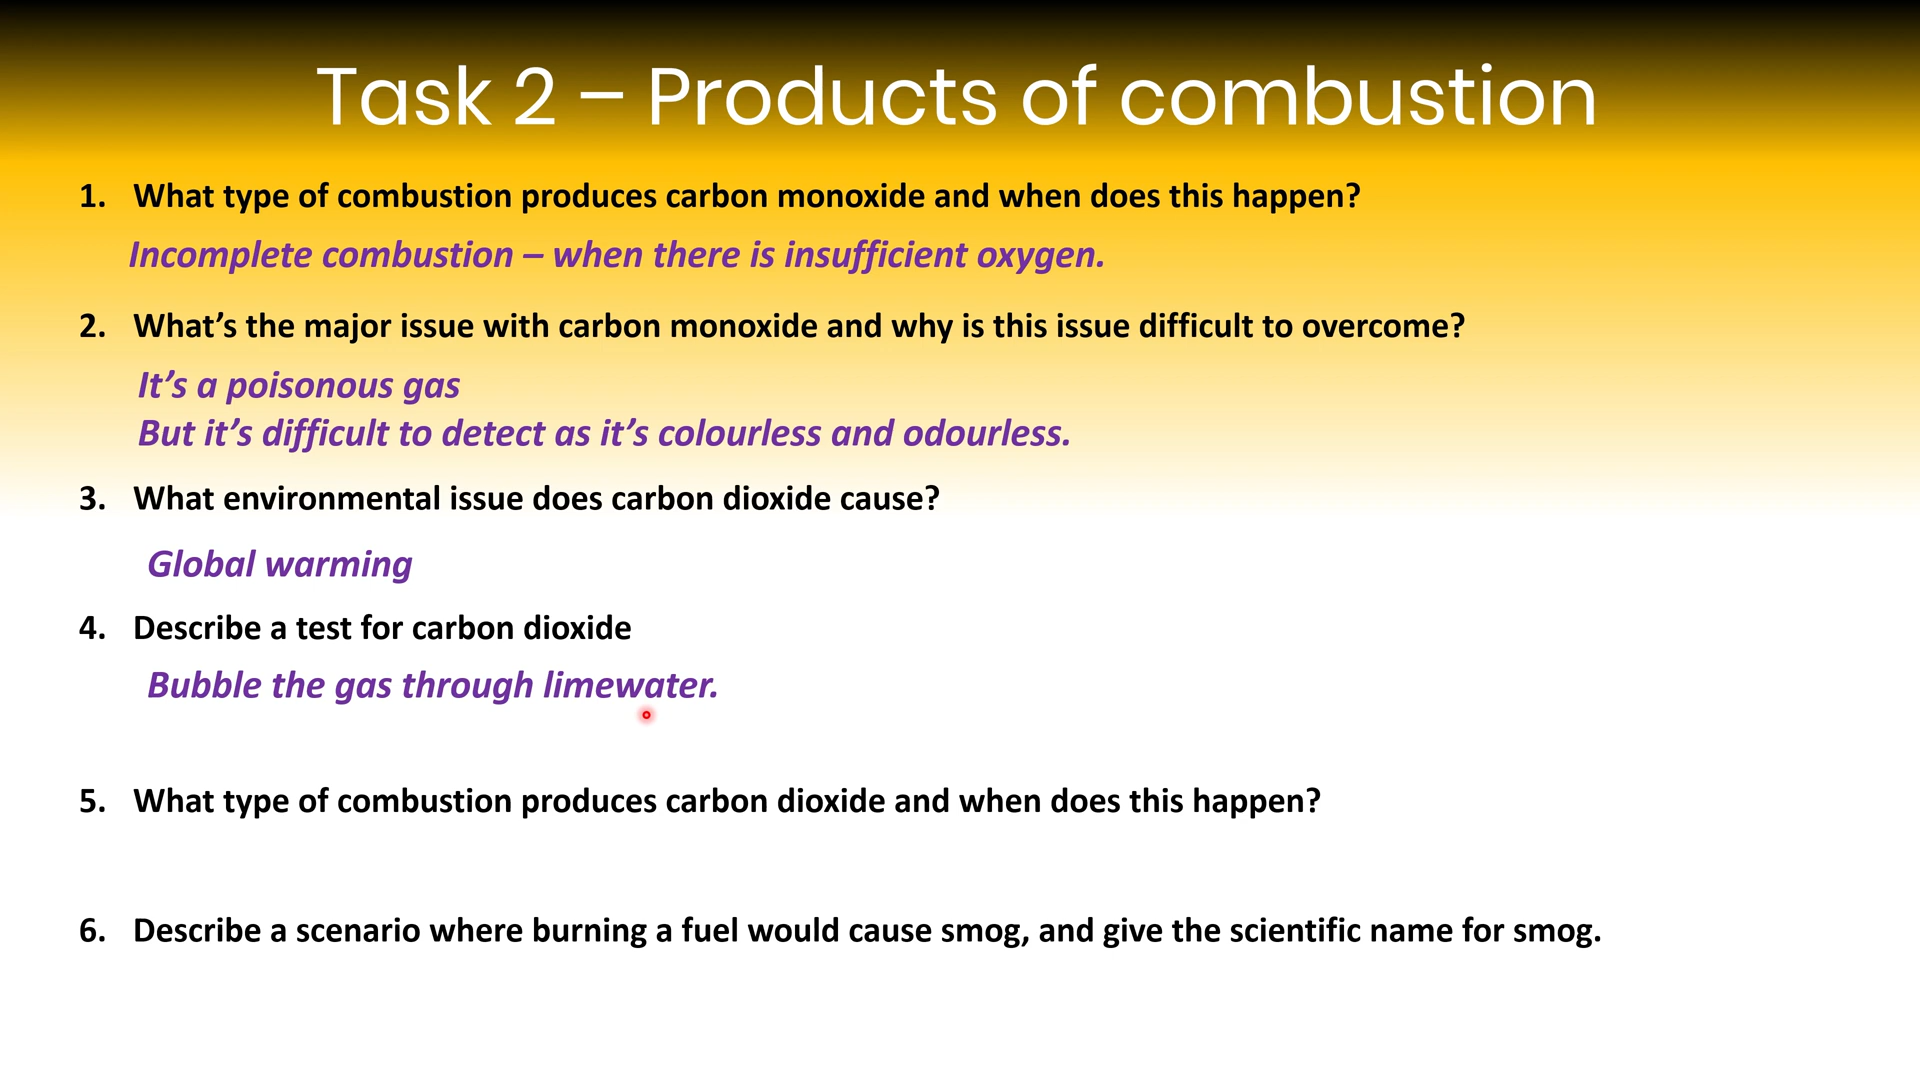 Task 2 – Products of combustion
1. What type of combustion produces carbon monoxide and when does this happen?
Incomplete combustion – when there is insufficient oxygen.
2. What’s the major issue with carbon monoxide and why is this issue difficult to overcome?
It’s a poisonous gas
But it’s difficult to detect as it’s colourless and odourless.
3. What environmental issue does carbon dioxide cause?
Global warming
4. Describe a test for carbon dioxide
Bubble the gas through limewater.
5. What type of combustion produces carbon dioxide and when does this happen?
6. Describe a scenario where burning a fuel would cause smog, and give the scientific name for smog.